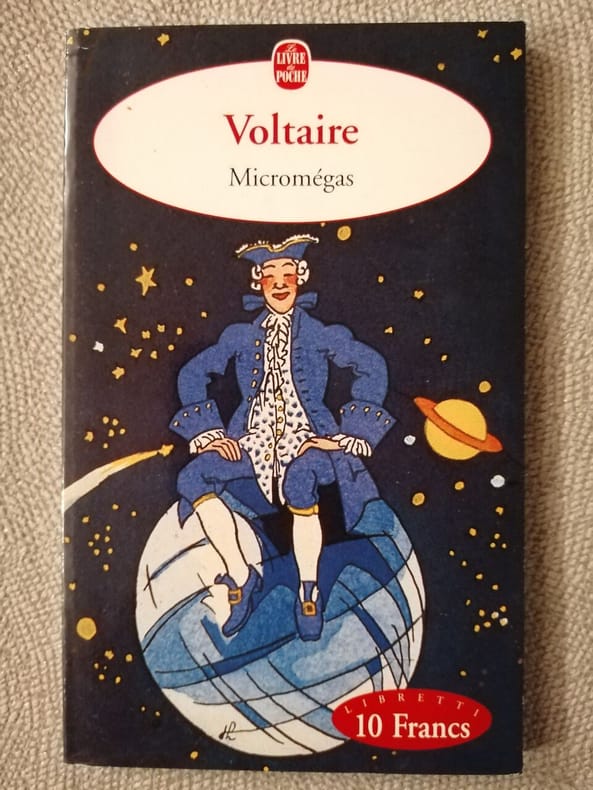 Le
LIVRE
de
POCHE
Voltaire
Micromégas
LIBRETTI
10 Francs